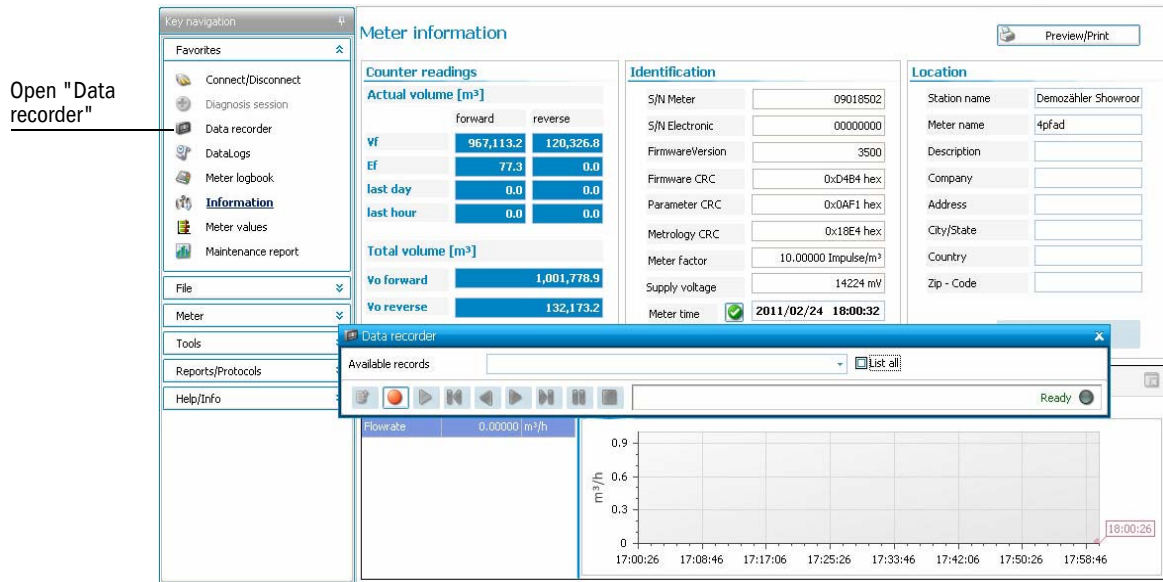 Open "Data
recorder"
Key navigation
Favorites
Connect/Disconnect
Diagnosis session
Data recorder
DataLogs
Meter logbook
Information
Meter values
Maintenance report
File
Meter
Tools
Reports/Protocols
Help/Info
Meter information
Preview/Print
Counter readings
Actual volume [m³]
forward reverse
Vf 967,113.2 120,326.8
Ef 77.3 0.0
last day 0.0 0.0
last hour 0.0 0.0
Total volume [m³]
Vo forward 1,001,778.9
Vo reverse 132,173.2
Identification
S/N Meter 09018502
S/N Electronic 00000000
FirmwareVersion 3500
Firmware CRC 0xD4B4 hex
Parameter CRC 0x0AF1 hex
Metrology CRC 0x18E4 hex
Meter factor 10.00000 Impulse/m³
Supply voltage 14224 mV
Meter time 2011/02/24 18:00:32
Location
Station name Demozähler Showroor
Meter name 4pfad
Description
Company
Address
City/State
Country
Zip - Code
Data recorder x
Available records List all
Ready
Flowrate 0.00000 m³/h
m³/h
0.9
0.6
0.3
0
18:00:26
17:00:26 17:08:46 17:17:06 17:25:26 17:33:46 17:42:06 17:50:26 17:58:46